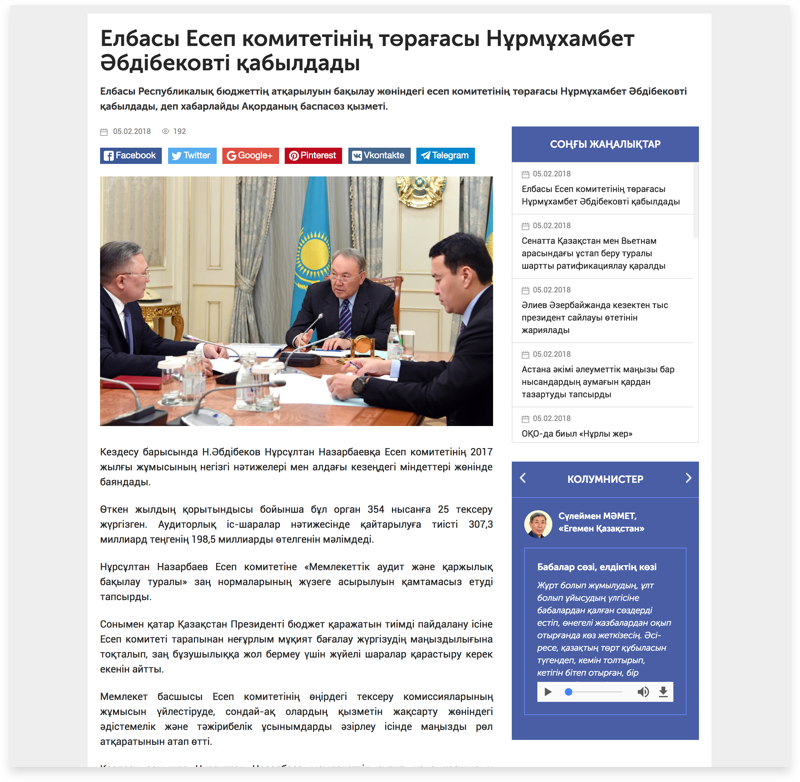 Елбасы Есеп комитетінің төрағасы Нұрмұхамбет
Әбдібековті қабылдады
Елбасы Республикалық бюджеттің атқарылуын бақылау жөніндегі есеп комитетінің төрағасы Нұрмұхамбет Әбдібековті
қабылдады, деп хабарлайды Ақорданың баспасөз қызметі.
05.02.2018 192
Facebook Twitter Google+ Pinterest Vkontakte Telegram
Кездесу барысында Н.Әбдібеков Нұрсұлтан Назарбаевқа Есеп комитетінің 2017
жылғы жұмысының негізгі нәтижелері мен алдағы кезеңдегі міндеттері жөнінде
баяндады.
Өткен жылдың қорытындысы бойынша бұл орган 354 нысанға 25 тексеру
жүргізген. Аудиторлық іс-шаралар нәтижесінде қайтарылуға тиісті 307,3
миллиард теңгенің 198,5 миллиарды өтелгенін мәлімдеді.
Нұрсұлтан Назарбаев Есеп комитетіне «Мемлекеттік аудит және қаржылық
бақылау туралы» заң нормаларының жүзеге асырылуын қамтамасыз етуді
тапсырды.
Сонымен қатар Қазақстан Президенті бюджет қаражатын тиімді пайдалану ісіне
Есеп комитеті тарапынан неғұрлым мұқият бағалау жүргізудің маңыздылығына
тоқталып, заң бұзушылыққа жол бермеу үшін жүйелі шаралар қарастыру керек
екенін айтты.
Мемлекет басшысы Есеп комитетінің өңірдегі тексеру комиссияларының
жұмысын үйлестіруде, сондай-ақ олардың қызметін жақсарту жөніндегі
әдістемелік және тәжірибелік ұсынымдарды әзірлеу ісінде маңызды рөл
атқаратынын атап өтті.
СОҢҒЫ ЖАҢАЛЫҚТАР
05.02.2018
Елбасы Есеп комитетінің төрағасы
Нұрмұхамбет Әбдібековті қабылдады
05.02.2018
Сенатта Қазақстан мен Вьетнам
арасындағы ұстап беру туралы
шартты ратификациялау қаралды
05.02.2018
Әлиев Әзербайжанда кезектен тыс
президент сайлауы өтетінін
жариялады
05.02.2018
Астана әкімі әлеуметтік маңызы бар
нысандардың аумағын қардан
тазартуды тапсырды
05.02.2018
ОҚО-да биыл «Нұрлы жер»
КОЛУМНИСТЕР
Сүлеймен МӘМЕТ,
«Егемен Қазақстан»
Бабалар сөзі, елдіктің көзі
Жұрт болып жұмылудың, ұлт
болып ұйысудың үлгісіне
бабалардан қалған сөздерді
естіп, өнегелі жазбалардан оқып
отырғанда көз жеткізесің. Әсі-
ресе, қазақтың төрт құбыласын
түгендеп, кемін толтырып,
кетігін бітеп отырған, бір